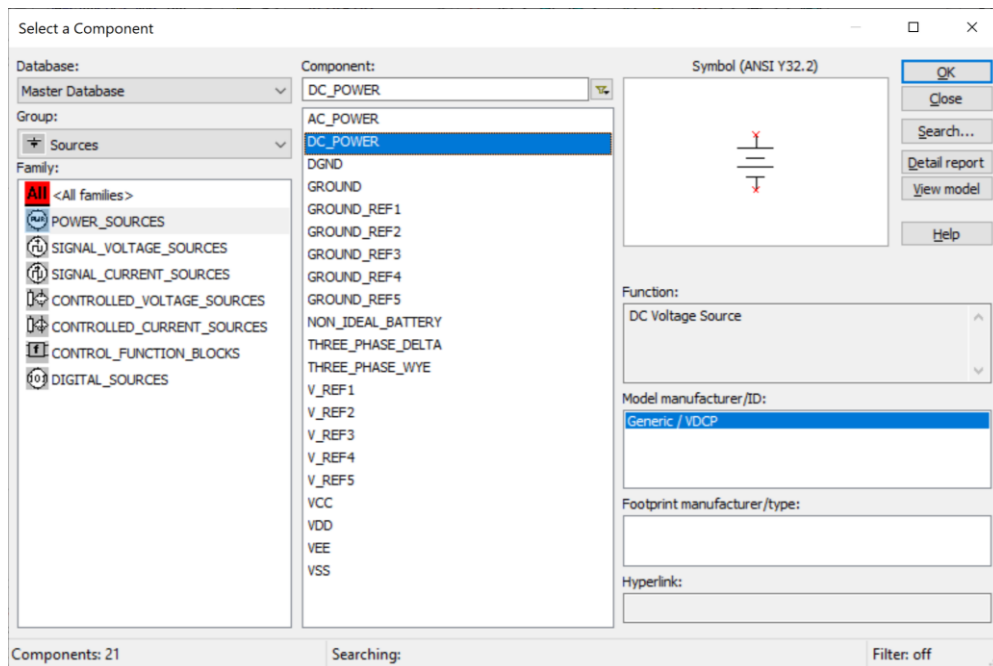 Select a Component
Database:
Master Database
Group:
Sources
Family:
All <All families>
POWER_SOURCES
SIGNAL_VOLTAGE_SOURCES
SIGNAL_CURRENT_SOURCES
CONTROLLED_VOLTAGE_SOURCES
CONTROLLED_CURRENT_SOURCES
CONTROL_FUNCTION_BLOCKS
DIGITAL_SOURCES
Component:
DC_POWER
AC_POWER
DC_POWER
DGND
GROUND
GROUND_REF1
GROUND_REF2
GROUND_REF3
GROUND_REF4
GROUND_REF5
NON_IDEAL_BATTERY
THREE_PHASE_DELTA
THREE_PHASE_WYE
V_REF1
V_REF2
V_REF3
V_REF4
V_REF5
VCC
VDD
VEE
VSS
Symbol (ANSI Y32.2)
Function:
DC Voltage Source
Model manufacturer/ID:
Generic / VDCP
Footprint manufacturer/type:
Hyperlink:
OK
Close
Search...
Detail report
View model
Help
Components: 21
Searching:
Filter: off